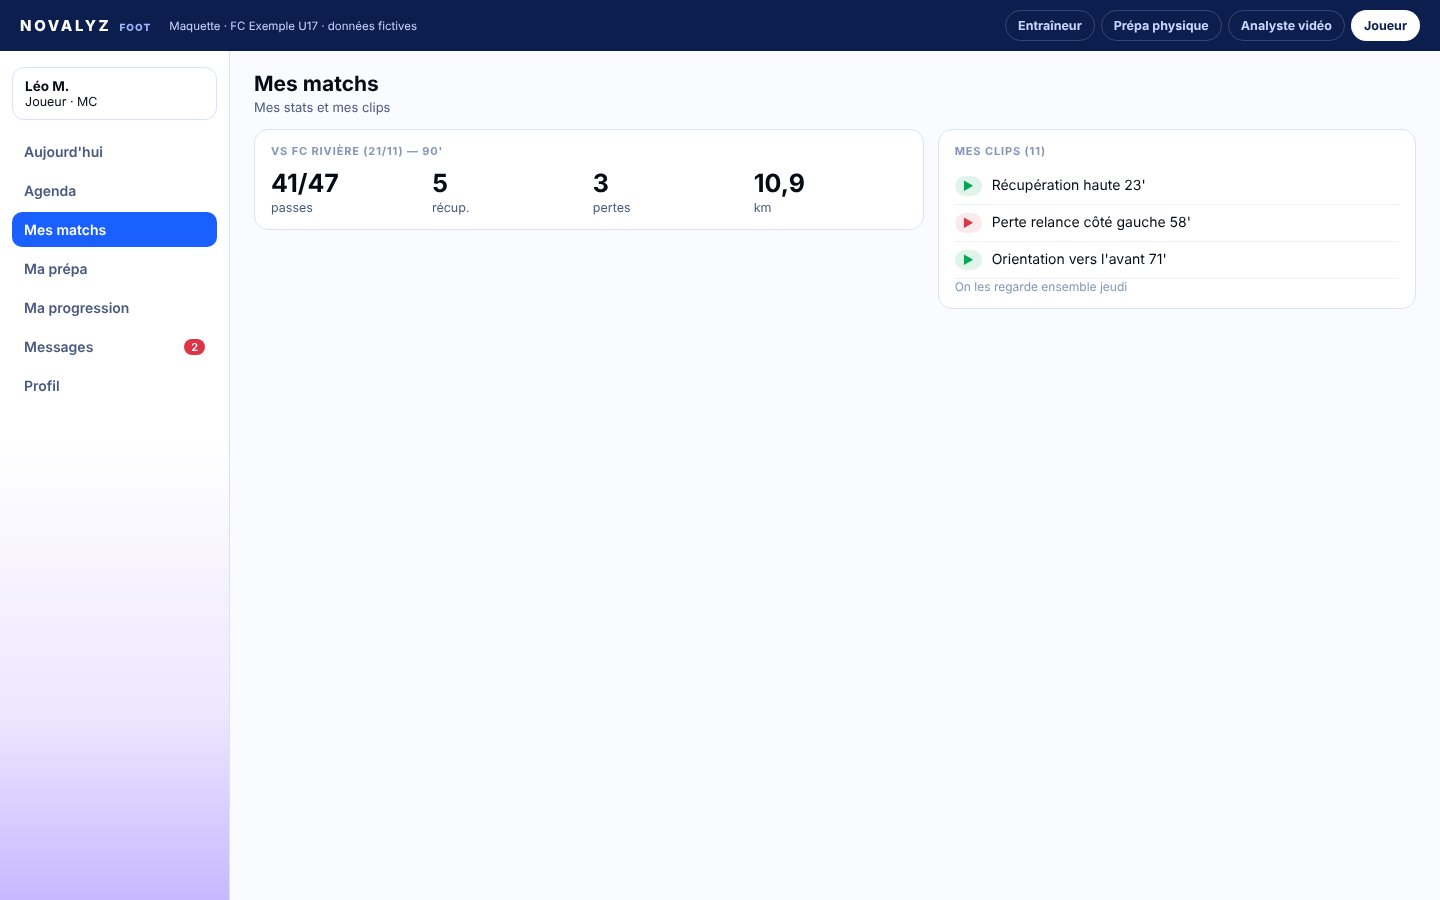 NOVALYZ FOOT Maquette · FC Exemple U17 · données fictives
Entraîneur
Prépa physique
Analyste vidéo
Joueur
Léo M.
Joueur · MC
Aujourd'hui
Agenda
Mes matchs
Ma prépa
Ma progression
Messages 2
Profil
Mes matchs
Mes stats et mes clips
VS FC RIVIÈRE (21/11) — 90'
41/47 5 3 10,9
passes récup. pertes km
MES CLIPS (11)
Récupération haute 23'
Perte relance côté gauche 58'
Orientation vers l'avant 71'
On les regarde ensemble jeudi